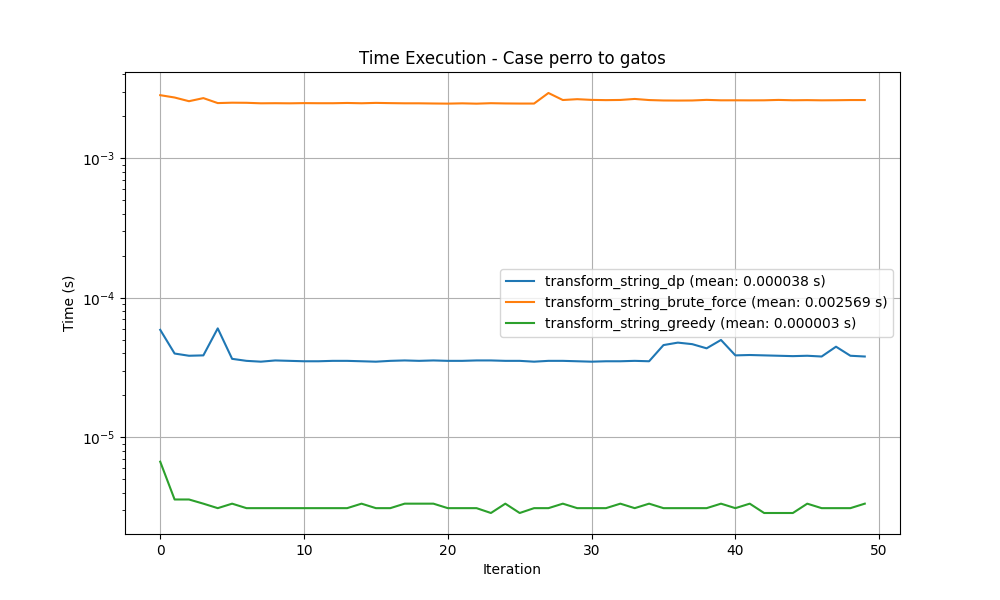 Time Execution - Case perro to gatos
Time (s)
10⁻³
10⁻⁴
10⁻⁵
transform_string_dp (mean: 0.000038 s)
transform_string_brute_force (mean: 0.002569 s)
transform_string_greedy (mean: 0.000003 s)
0 10 20 30 40 50
Iteration